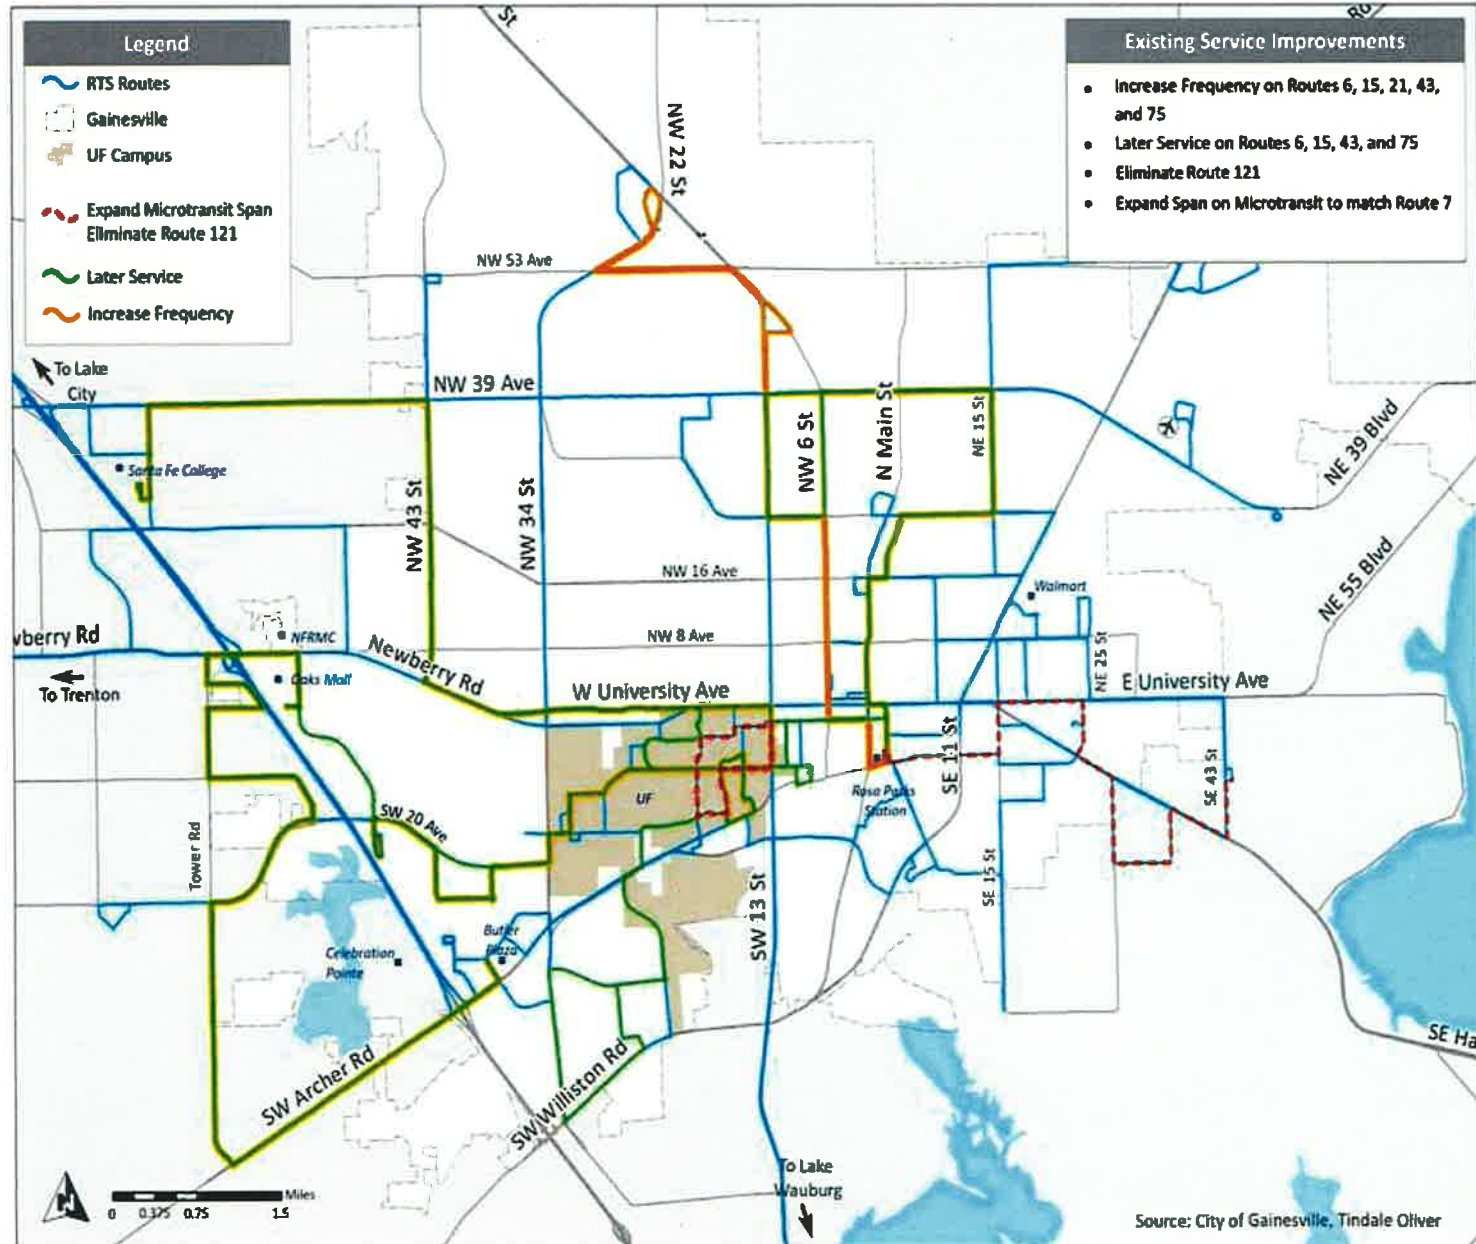 St
Ro
Legend
RTS Routes
Gainesville
UF Campus
Expand Microtransit Span
Eliminate Route 121
Later Service
Increase Frequency
Existing Service Improvements
• Increase Frequency on Routes 6, 15, 21, 43,
and 75
• Later Service on Routes 6, 15, 43, and 75
• Eliminate Route 121
• Expand Span on Microtransit to match Route 7
NW 22 St
NW 53 Ave
To Lake
City
NW 39 Ave
Santa Fe College
NW 43 St
NW 34 St
NW 6 St
N Main St
NE 15 St
NE 39 Blvd
NW 16 Ave
Walmart
NE 55 Blvd
wberry Rd
NFRMC
NW 8 Ave
Newberry Rd
NE 25 St
To Trenton
Oaks Mall
W University Ave
E University Ave
SE 11 St
SE 43 St
UF
Rosa Parks
Station
SW 20 Ave
Tower Rd
SE 15 St
SW 13 St
Butler
Plaza
Celebration
Pointe
SE Ha
SW Archer Rd
SW Williston Rd
To Lake
Wauburg
N
Miles
0 0.375 0.75 1.5
Source: City of Gainesville, Tindale Oliver